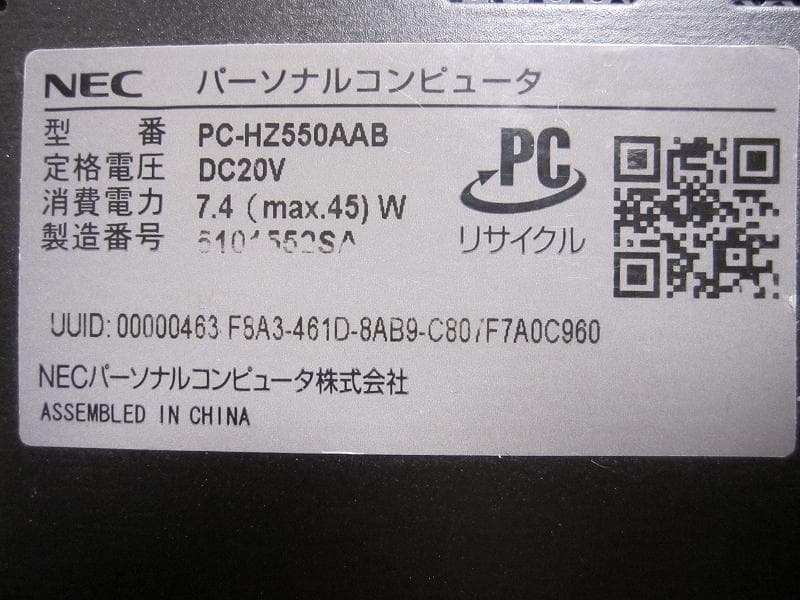 NEC パーソナルコンピュータ
型 番 PC-HZ550AAB
定格電圧 DC20V
消費電力 7.4 (max.45) W
製造番号
PC
リサイクル
UUID: 00000463-F8A3-461D-8AB9-C807F7A0C960
NECパーソナルコンピュータ株式会社
ASSEMBLED IN CHINA